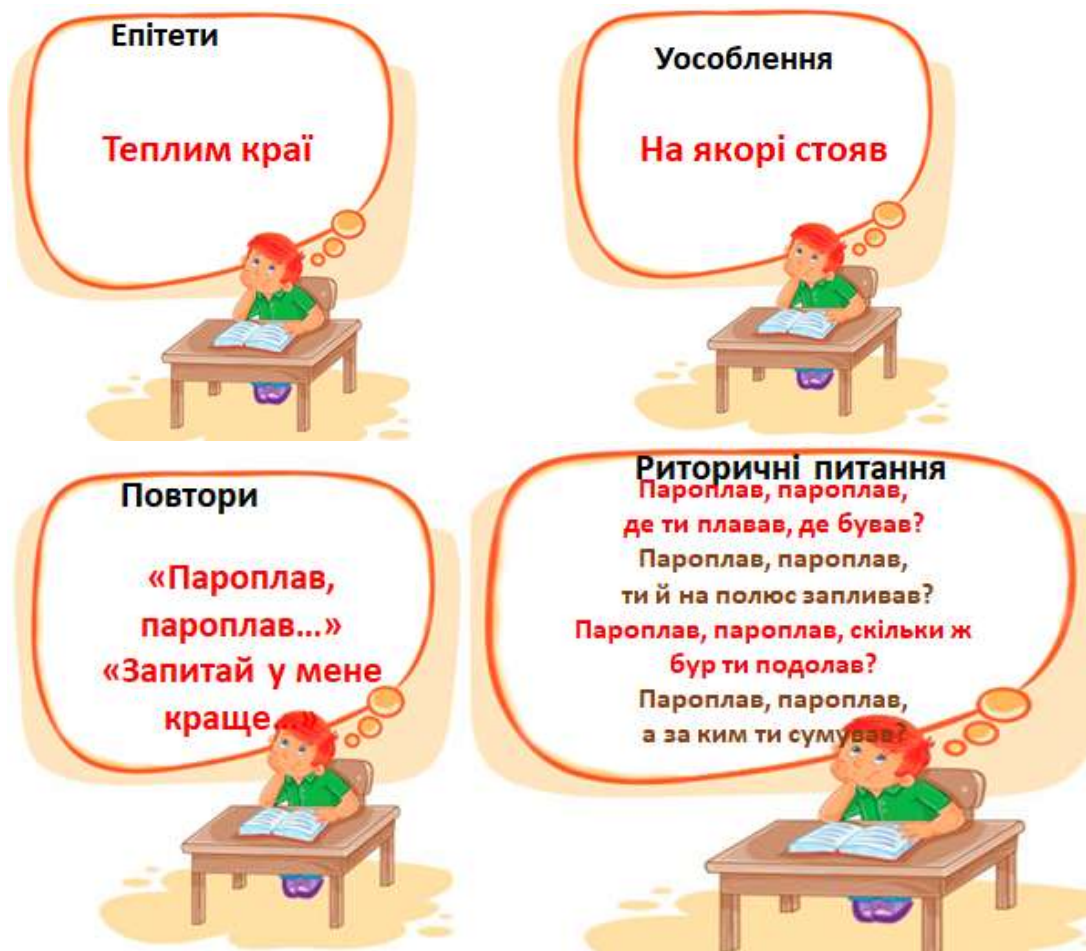 Епітети
Теплим краї
Уособлення
На якорі стояв
Повтори
«Пароплав,
пароплав...»
«Запитай у мене
краще...»
Риторичні питання
Пароплав, пароплав,
де ти плавав, де бував?
Пароплав, пароплав,
ти й на полюс запливав?
Пароплав, пароплав, скільки ж
бур ти подолав?
Пароплав, пароплав,
а за ким ти сумував?